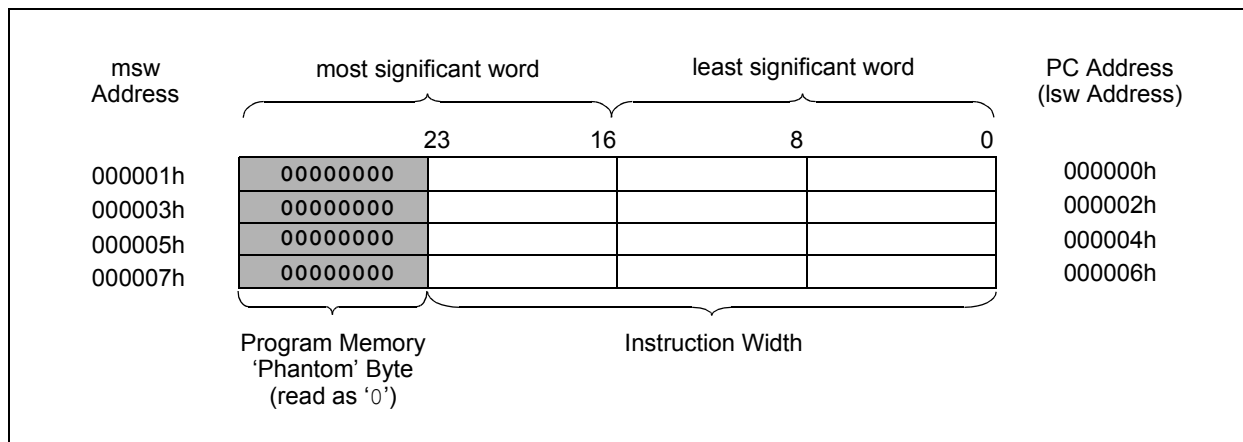 msw
Address
most significant word
least significant word
PC Address
(lsw Address)
23
16
8
0
000001h
00000000
000000h
000003h
00000000
000002h
000005h
00000000
000004h
000007h
00000000
000006h
Program Memory
‘Phantom’ Byte
(read as ‘0’)
Instruction Width